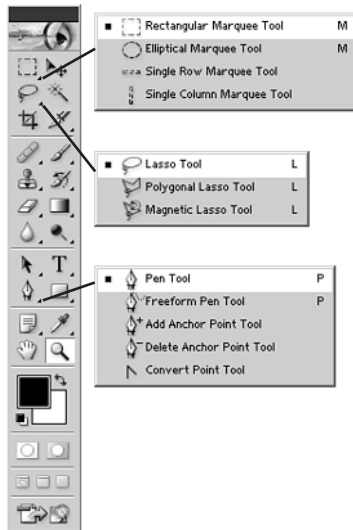 Rectangular Marquee Tool M
Elliptical Marquee Tool M
Single Row Marquee Tool
Single Column Marquee Tool
Lasso Tool L
Polygonal Lasso Tool L
Magnetic Lasso Tool L
T
Pen Tool P
Freeform Pen Tool P
Add Anchor Point Tool
Delete Anchor Point Tool
Convert Point Tool